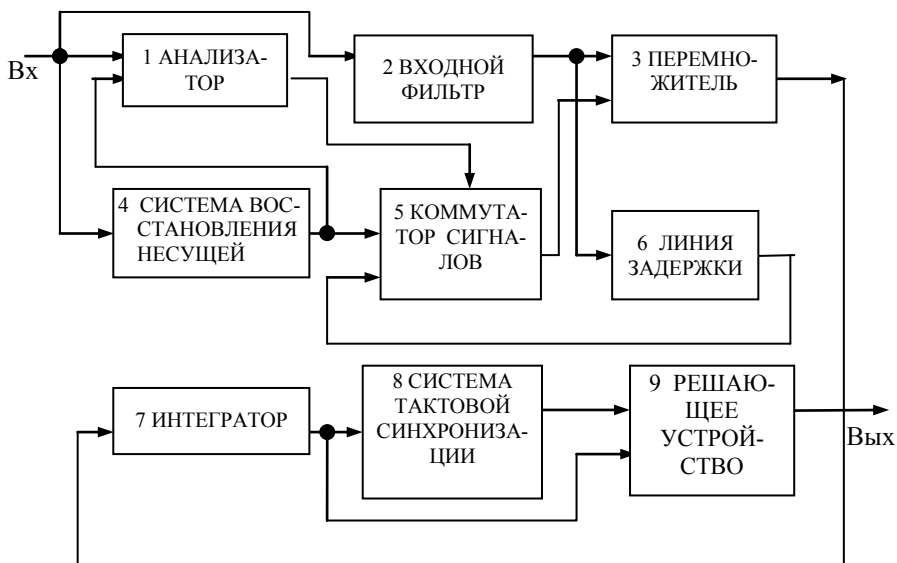 Вх
1 АНАЛИЗА-
ТОР
2 ВХОДНОЙ
ФИЛЬТР
3 ПЕРЕМНО-
ЖИТЕЛЬ
4 СИСТЕМА ВОС-
СТАНОВЛЕНИЯ
НЕСУЩЕЙ
5 КОММУТА-
ТОР СИГНА-
ЛОВ
6 ЛИНИЯ
ЗАДЕРЖКИ
7 ИНТЕГРАТОР
8 СИСТЕМА
ТАКТОВОЙ
СИНХРОНИЗА-
ЦИИ
9 РЕШАЮ-
ЩЕЕ
УСТРОЙ-
СТВО
Вых